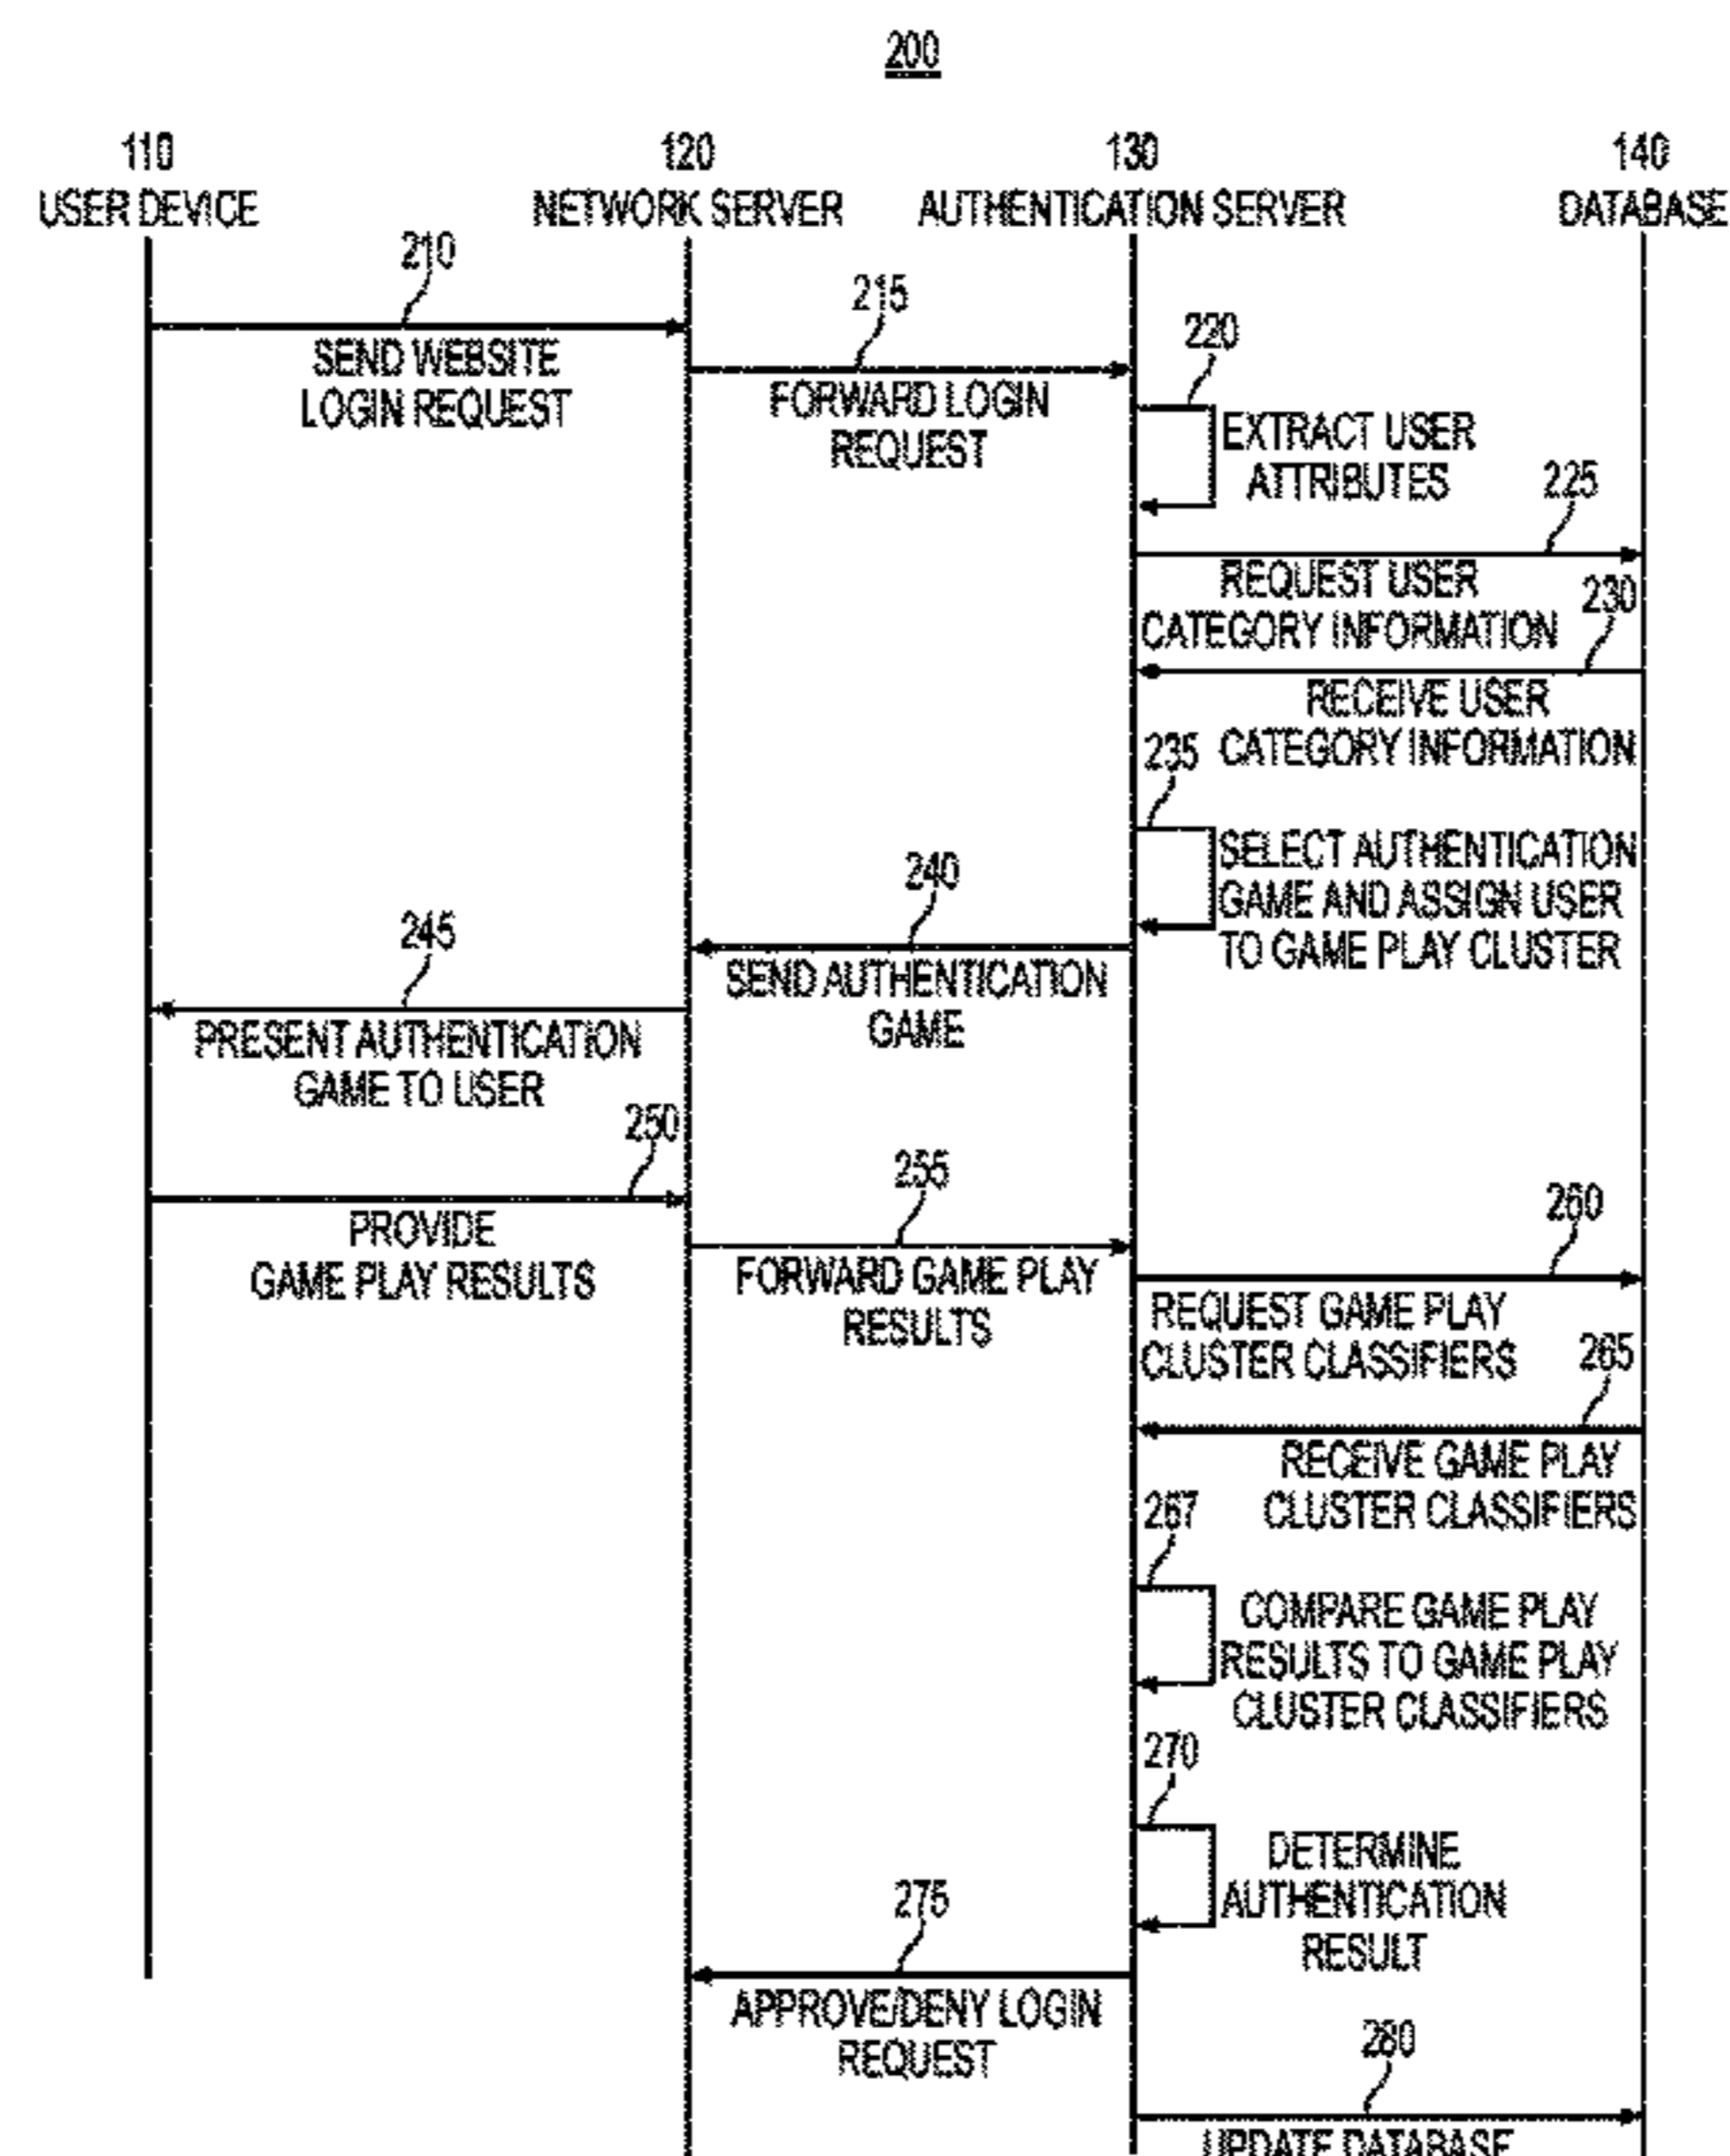 200
110
USER DEVICE
120
NETWORK SERVER
130
AUTHENTICATION SERVER
140
DATABASE
210
SEND WEBSITE
LOGIN REQUEST
215
FORWARD LOGIN
REQUEST
220
EXTRACT USER
ATTRIBUTES
225
REQUEST USER
CATEGORY INFORMATION
230
RECEIVE USER
CATEGORY INFORMATION
235
SELECT AUTHENTICATION
GAME AND ASSIGN USER
TO GAME PLAY CLUSTER
240
SEND AUTHENTICATION
GAME
245
PRESENT AUTHENTICATION
GAME TO USER
250
PROVIDE
GAME PLAY RESULTS
255
FORWARD GAME PLAY
RESULTS
260
REQUEST GAME PLAY
CLUSTER CLASSIFIERS
265
RECEIVE GAME PLAY
CLUSTER CLASSIFIERS
267
COMPARE GAME PLAY
RESULTS TO GAME PLAY
CLUSTER CLASSIFIERS
270
DETERMINE
AUTHENTICATION
RESULT
275
APPROVE/DENY LOGIN
REQUEST
280
UPDATE DATABASE